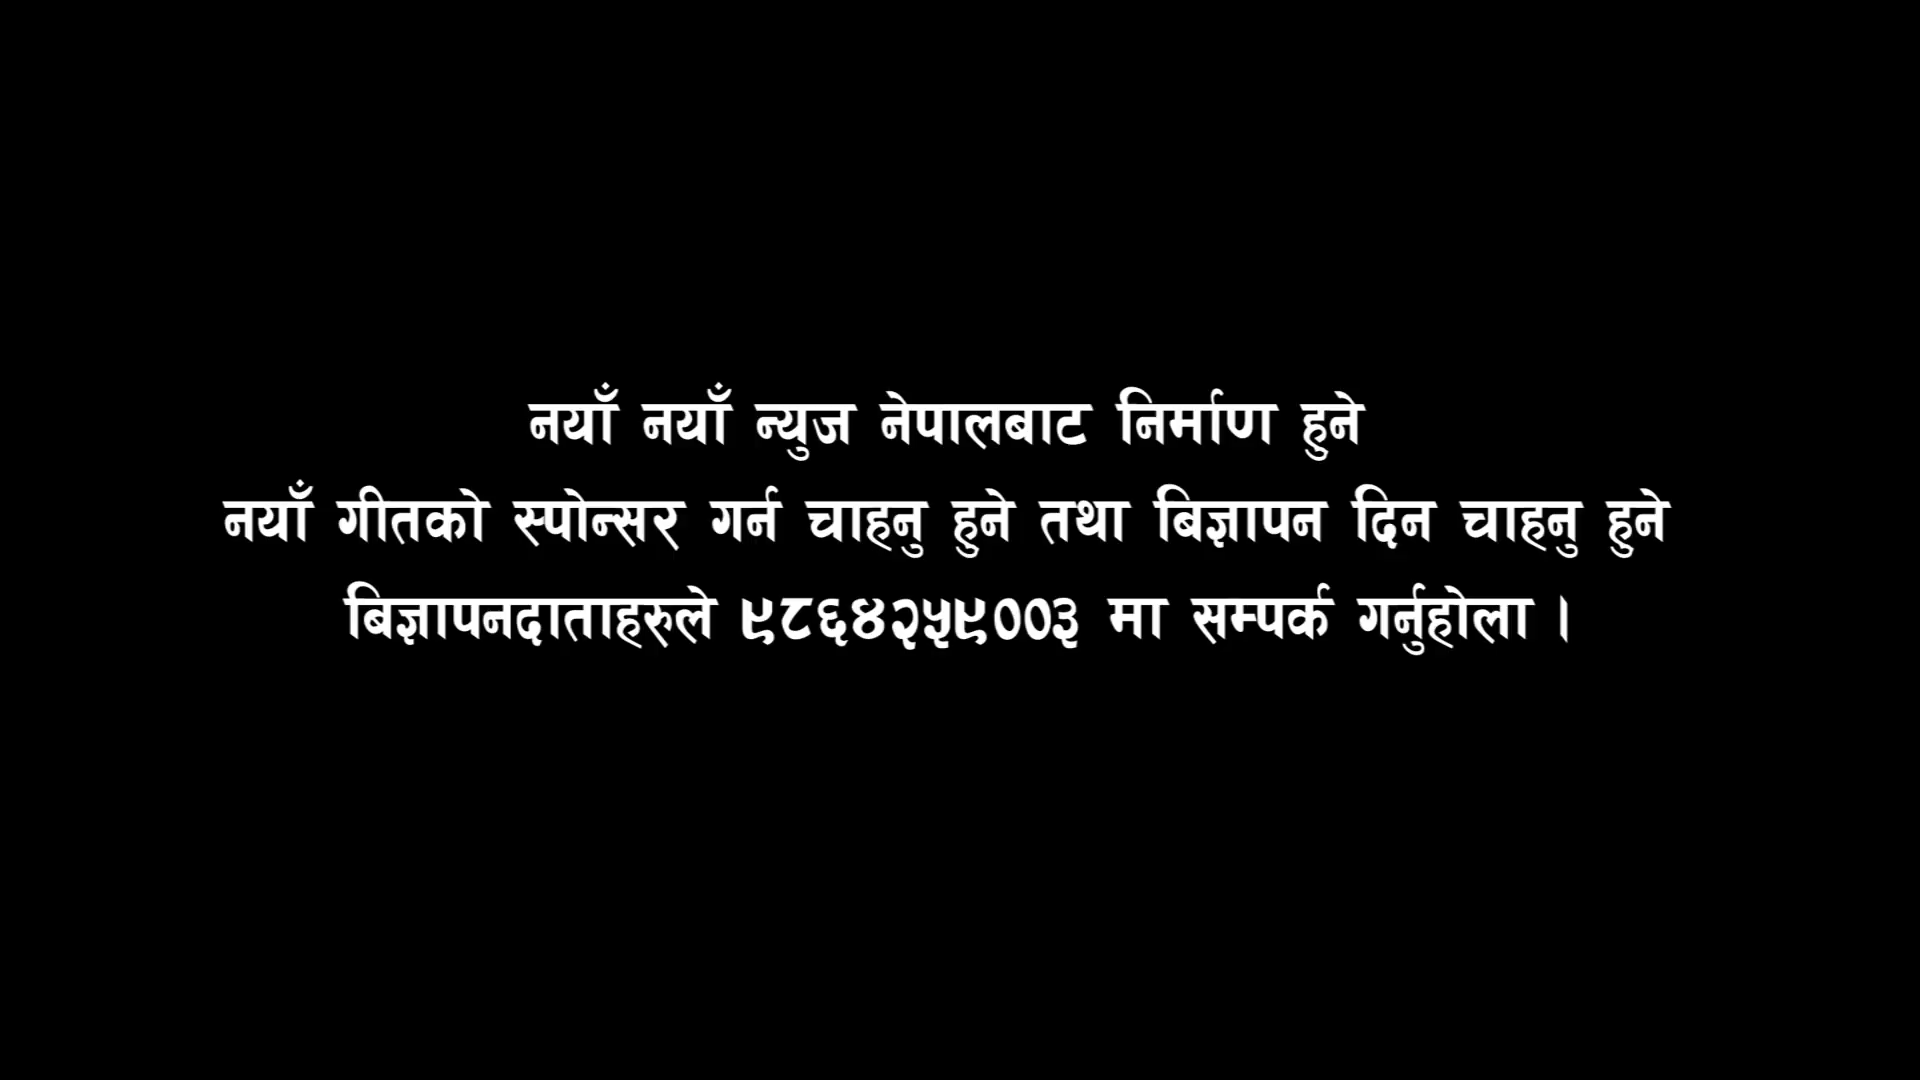 नयाँ नयाँ न्युज नेपालबाट निर्माण हुने
नयाँ गीतको स्पोन्सर गर्न चाहनु हुने तथा बिज्ञापन दिन चाहनु हुने
बिज्ञापनदाताहरुले ९८६४२५९००३ मा सम्पर्क गर्नुहोला ।